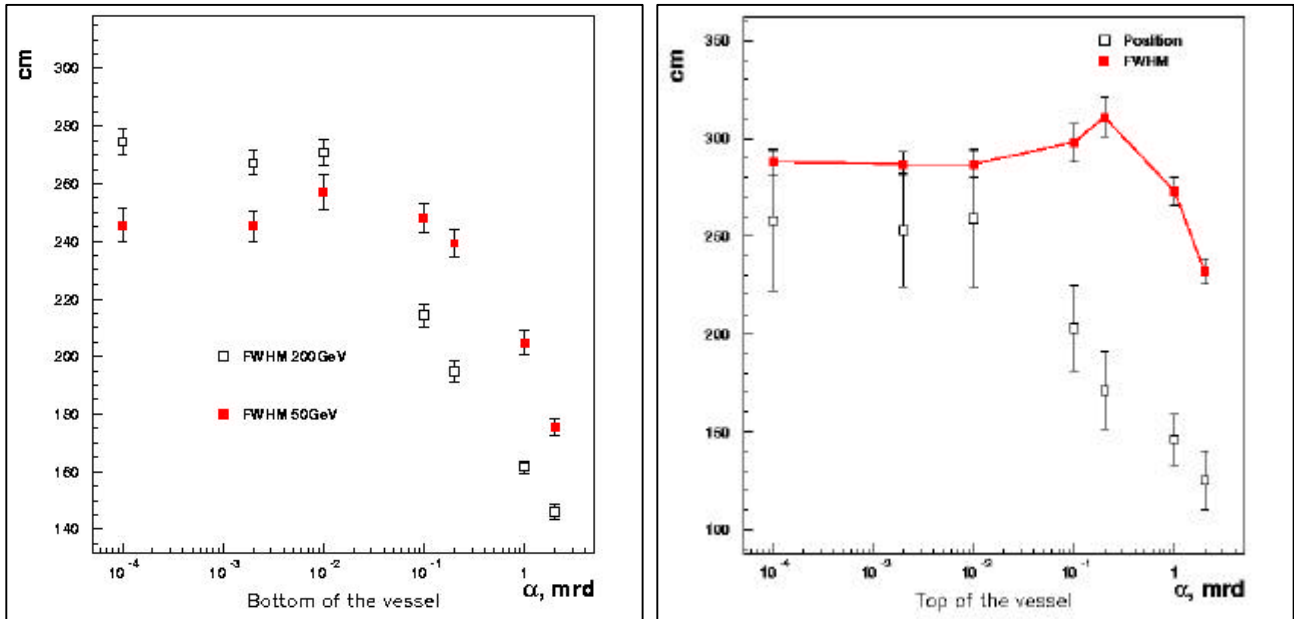 cm
300
280
260
240
220
200
180
160
140
FWHM 200GeV
FWHM 50GeV
10⁻⁴
10⁻³
10⁻²
10⁻¹
1
α, mrd
Bottom of the vessel
cm
350
300
250
200
150
100
Position
FWHM
10⁻⁴
10⁻³
10⁻²
10⁻¹
1
α, mrd
Top of the vessel